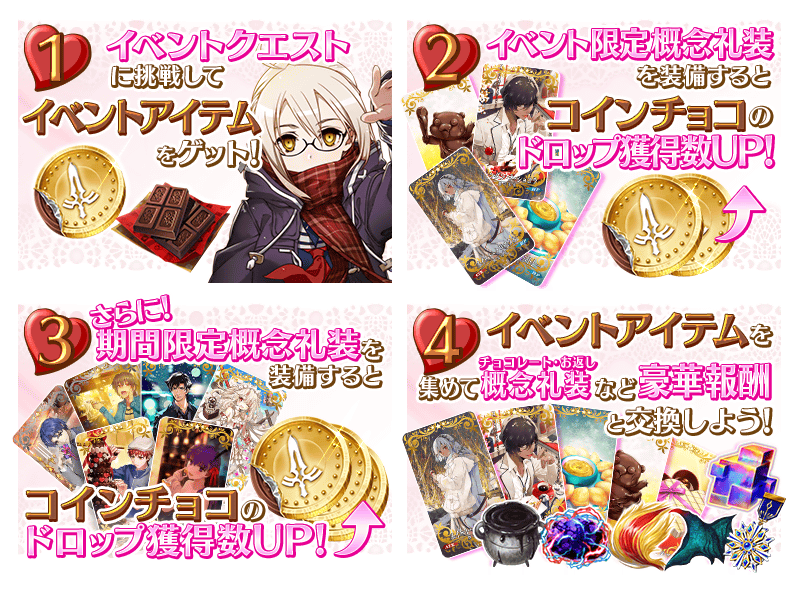 1
イベントクエスト
に挑戦して
イベントアイテム
をゲット!
2
イベント限定概念礼装
を装備すると
コインチョコの
ドロップ獲得数UP!
3
さらに!
期間限定概念礼装を
装備すると
コインチョコの
ドロップ獲得数UP!
4
イベントアイテムを
チョコレート・お返し
集めて概念礼装など豪華報酬
と交換しよう!